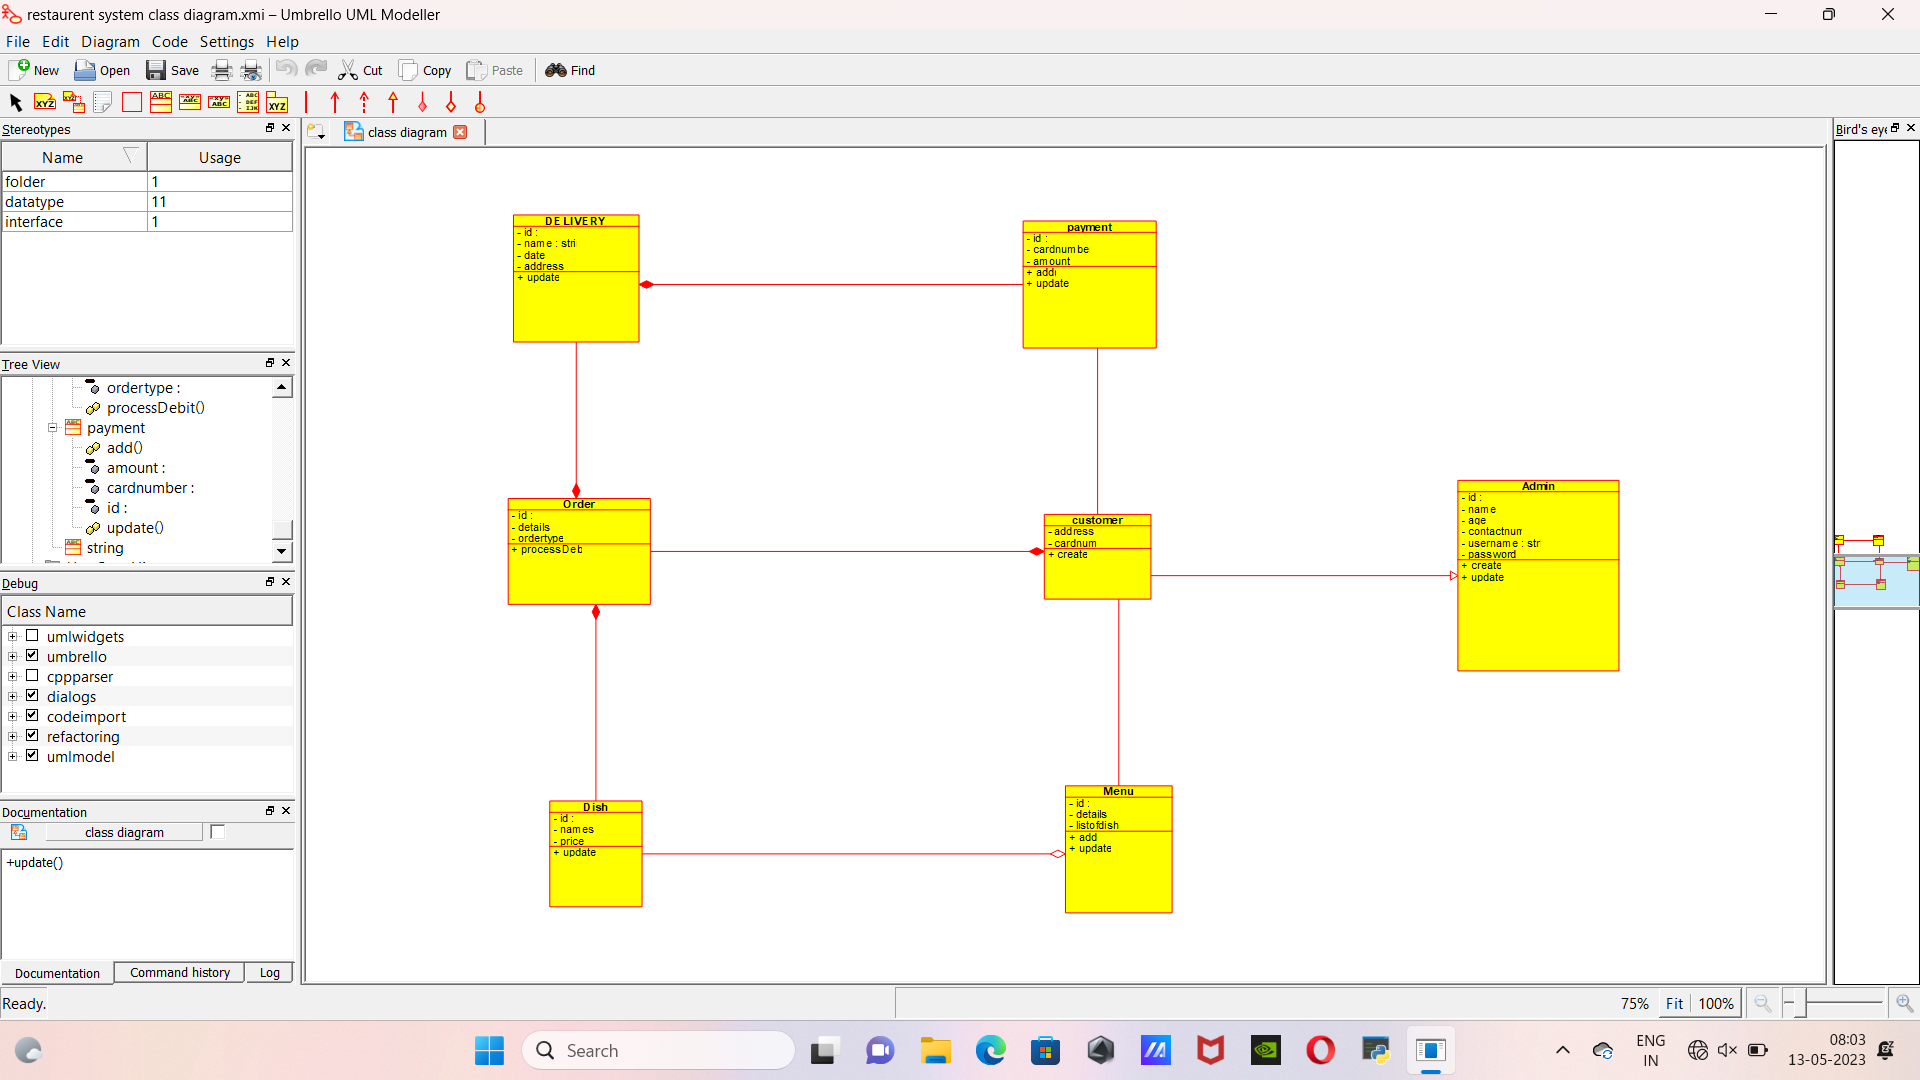 restaurent system class diagram.xmi – Umbrello UML Modeller
File Edit Diagram Code Settings Help
New Open Save Cut Copy Paste Find
Stereotypes
Name Usage
folder 1
datatype 11
interface 1
Tree View
ordertype :
processDebit()
payment
add()
amount :
cardnumber :
id :
update()
string
Debug
Class Name
umlwidgets
umbrello
cppparser
dialogs
codeimport
refactoring
umlmodel
Documentation
class diagram
+update()
Documentation Command history Log
Ready.
class diagram
DELIVERY
- id :
- name : stri
- date
- address
+ update
payment
- id :
- cardnumbe
- amount
+ add(
+ update
Order
- id :
- details
- ordertype
+ processDeb
customer
- address
- cardnum
+ create
Admin
- id :
- name
- age
- contactnum
- username : str
- password
+ create
+ update
Dish
- id :
- names
- price
+ update
Menu
- id :
- details
- listofdish
+ add
+ update
Bird's eye
75% Fit 100%
Search
ENG
IN
08:03
13-05-2023